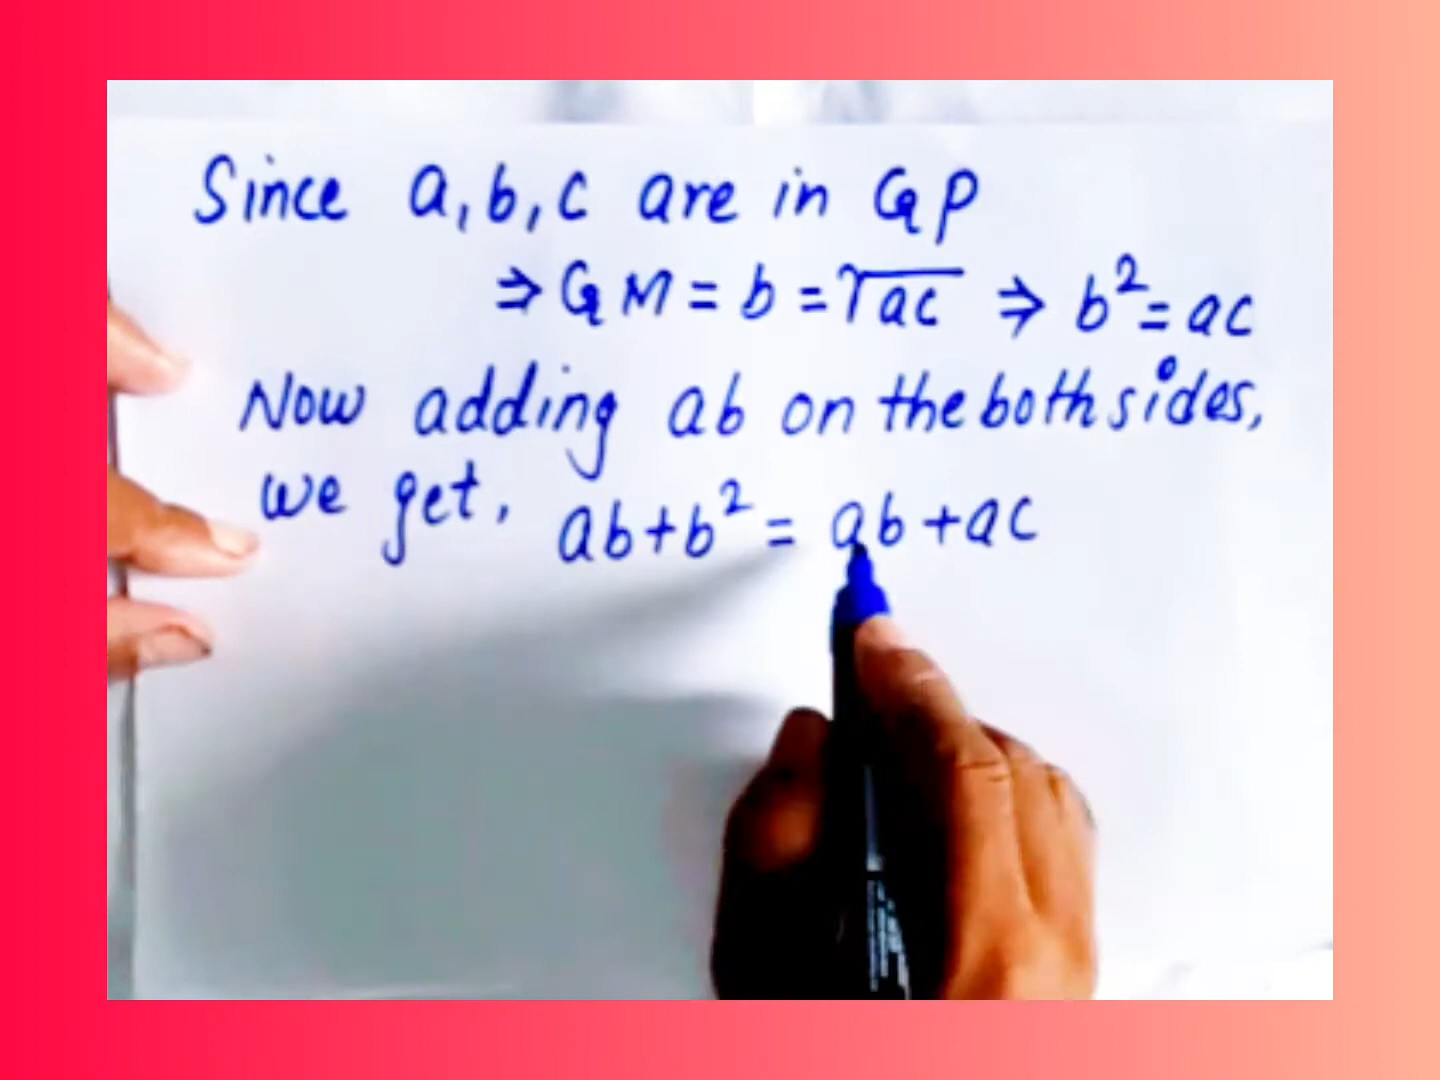 Since a, b, c are in GP
⇒ GM = b = √ac ⇒ b² = ac
Now adding ab on the both sides,
we get, ab + b² = ab + ac